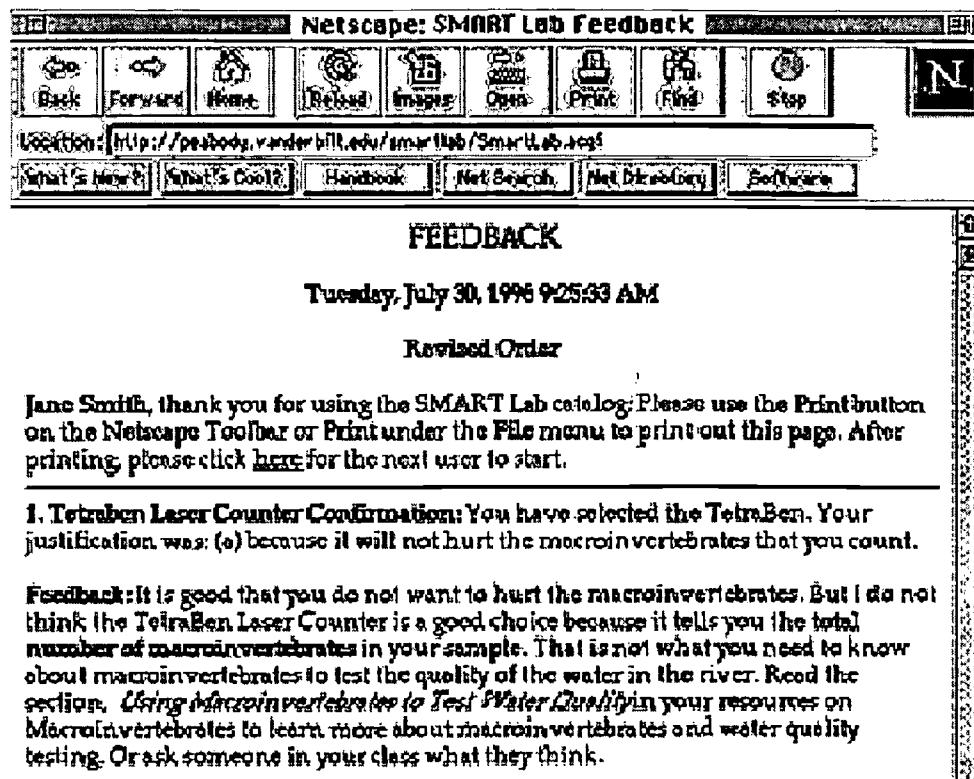 Netscape: SMART Lab Feedback
Back Forward Home Reload Images Open Print Find Stop N
Location: http://peabody.vanderbilt.edu/smartlab/SmartLab.acgi
What's New? What's Cool? Handbook Net Search Net Directory Software
FEEDBACK
Tuesday, July 30, 1996 9:25:33 AM
Revised Order
Jane Smith, thank you for using the SMART Lab catalog. Please use the Print button
on the Netscape Toolbar or Print under the File menu to print out this page. After
printing, please click here for the next user to start.
1. Tetraben Laser Counter Confirmation: You have selected the TetraBen. Your
justification was: (a) because it will not hurt the macroinvertebrates that you count.
Feedback: It is good that you do not want to hurt the macroinvertebrates. But I do not
think the TetraBen Laser Counter is a good choice because it tells you the total
number of macroinvertebrates in your sample. That is not what you need to know
about macroinvertebrates to test the quality of the water in the river. Read the
section, Using Macroinvertebrates to Test Water Quality in your resources on
Macroinvertebrates to learn more about macroinvertebrates and water quality
testing. Or ask someone in your class what they think.